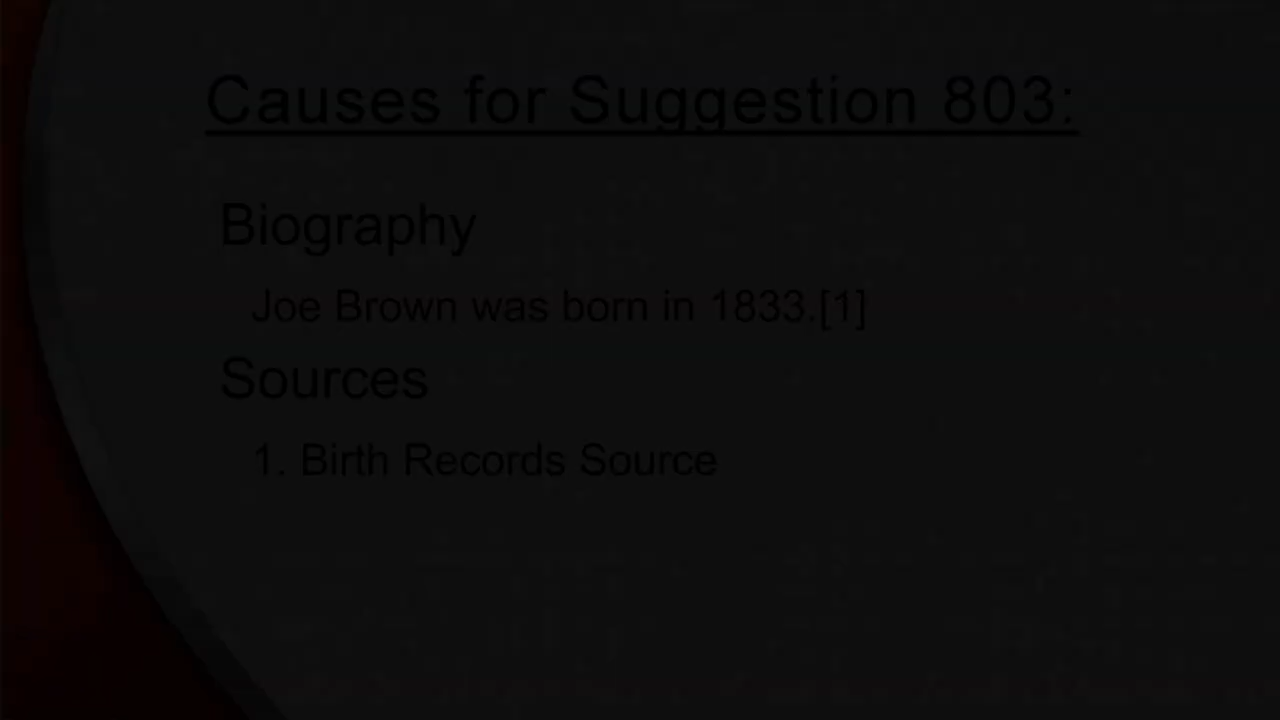 Causes for Suggestion 803:
Biography
Joe Brown was born in 1833.[1]
Sources
1. Birth Records Source